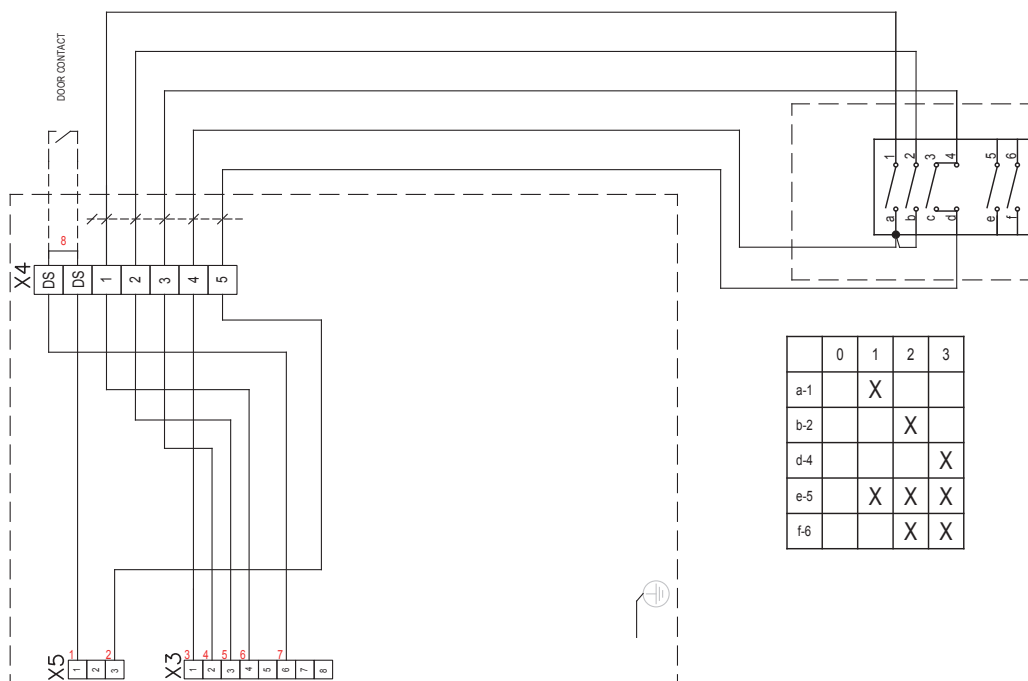 DOOR CONTACT
1 2 3 4 5 6
a b c d e f
8
X4 DS DS 1 2 3 4 5
0 1 2 3
a-1 X
b-2 X
d-4 X
e-5 X X X
f-6 X X
1 2 3 4 5 6 7
X5 1 2 3 X3 1 2 3 4 5 6 7 8